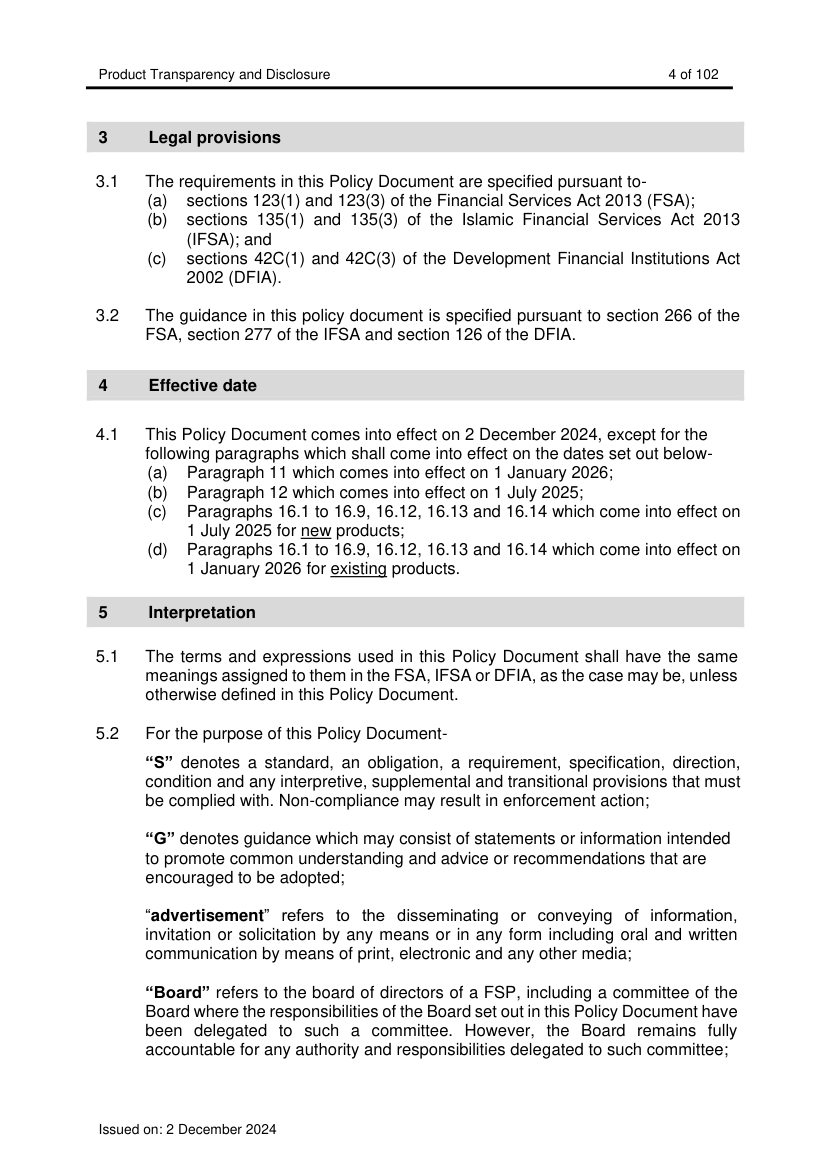 Product Transparency and Disclosure 4 of 102
3 Legal provisions
3.1 The requirements in this Policy Document are specified pursuant to-
(a) sections 123(1) and 123(3) of the Financial Services Act 2013 (FSA);
(b) sections 135(1) and 135(3) of the Islamic Financial Services Act 2013
(IFSA); and
(c) sections 42C(1) and 42C(3) of the Development Financial Institutions Act
2002 (DFIA).
3.2 The guidance in this policy document is specified pursuant to section 266 of the
FSA, section 277 of the IFSA and section 126 of the DFIA.
4 Effective date
4.1 This Policy Document comes into effect on 2 December 2024, except for the
following paragraphs which shall come into effect on the dates set out below-
(a) Paragraph 11 which comes into effect on 1 January 2026;
(b) Paragraph 12 which comes into effect on 1 July 2025;
(c) Paragraphs 16.1 to 16.9, 16.12, 16.13 and 16.14 which come into effect on
1 July 2025 for new products;
(d) Paragraphs 16.1 to 16.9, 16.12, 16.13 and 16.14 which come into effect on
1 January 2026 for existing products.
5 Interpretation
5.1 The terms and expressions used in this Policy Document shall have the same
meanings assigned to them in the FSA, IFSA or DFIA, as the case may be, unless
otherwise defined in this Policy Document.
5.2 For the purpose of this Policy Document-
“S” denotes a standard, an obligation, a requirement, specification, direction,
condition and any interpretive, supplemental and transitional provisions that must
be complied with. Non-compliance may result in enforcement action;
“G” denotes guidance which may consist of statements or information intended
to promote common understanding and advice or recommendations that are
encouraged to be adopted;
“advertisement” refers to the disseminating or conveying of information,
invitation or solicitation by any means or in any form including oral and written
communication by means of print, electronic and any other media;
“Board” refers to the board of directors of a FSP, including a committee of the
Board where the responsibilities of the Board set out in this Policy Document have
been delegated to such a committee. However, the Board remains fully
accountable for any authority and responsibilities delegated to such committee;
Issued on: 2 December 2024